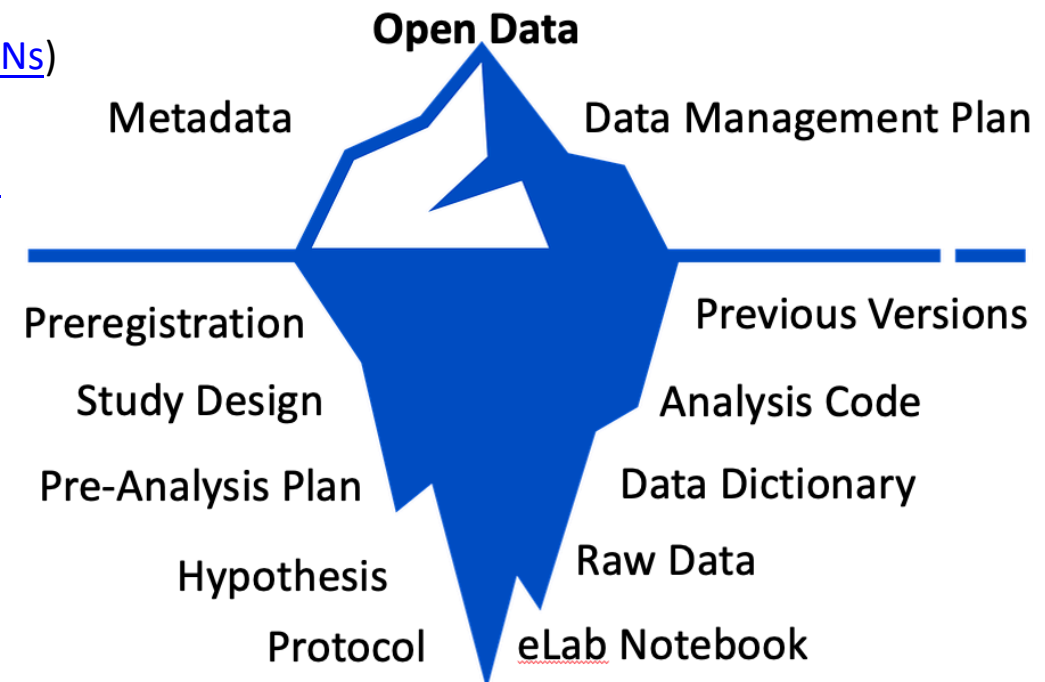 Open Data
Ns)
Metadata
Data Management Plan
Preregistration
Previous Versions
Study Design
Analysis Code
Pre-Analysis Plan
Data Dictionary
Hypothesis
Raw Data
Protocol
eLab Notebook